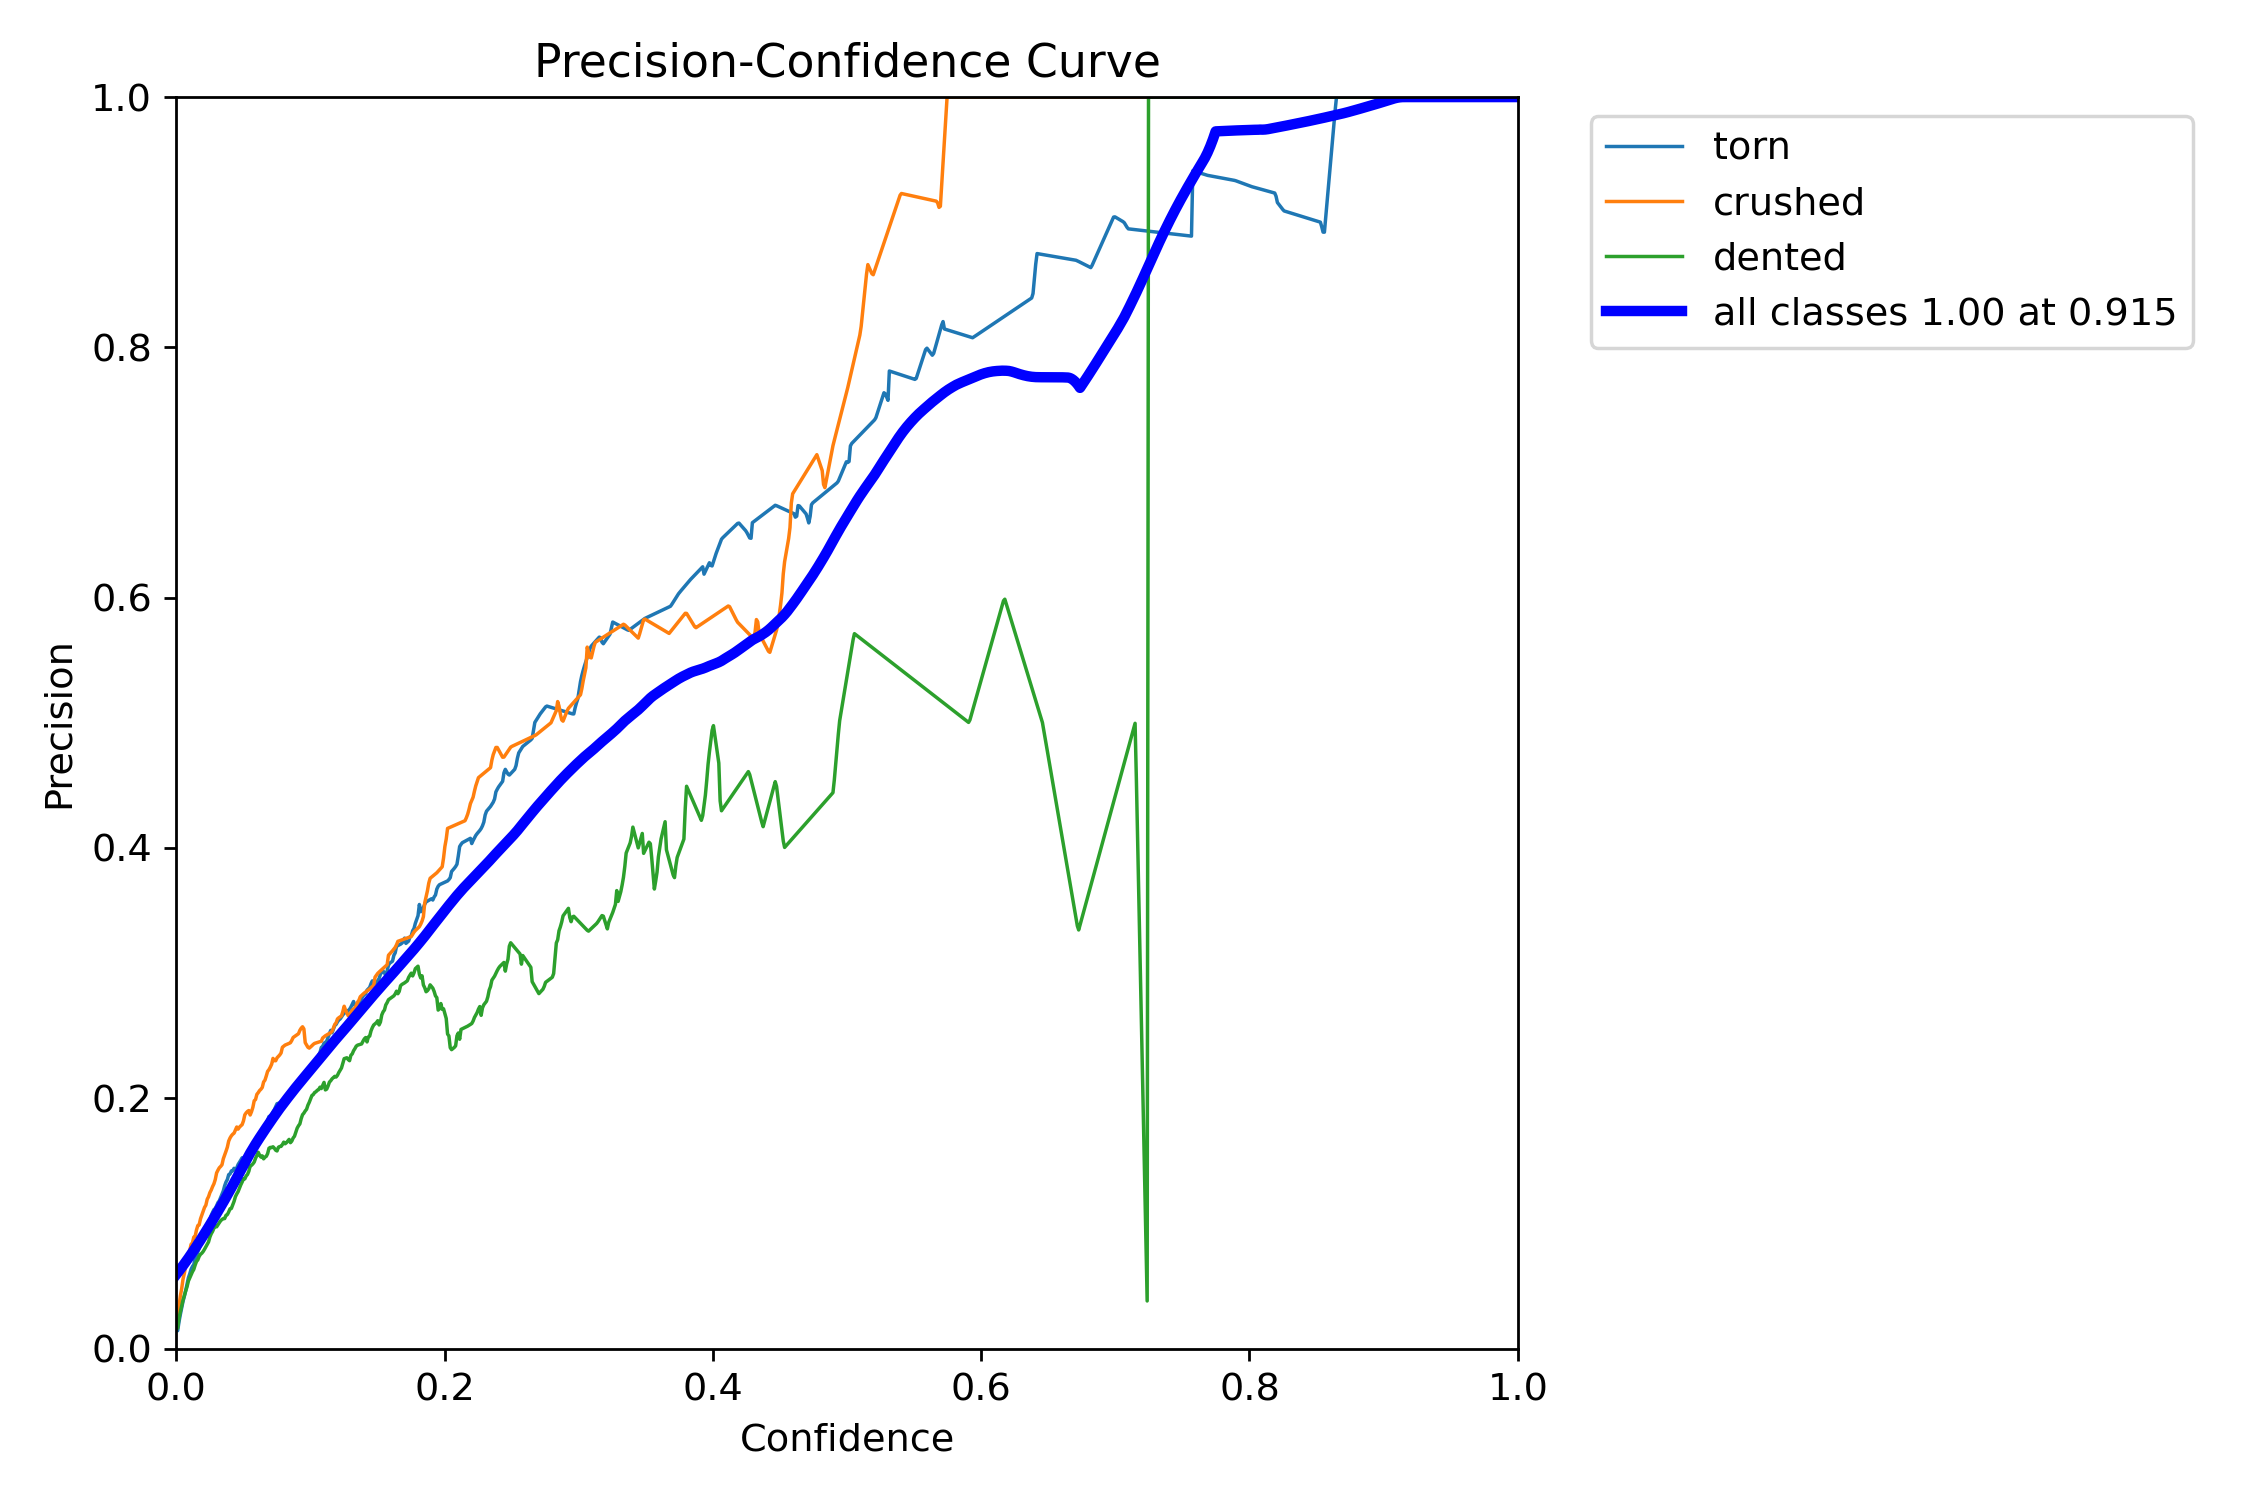 Precision-Confidence Curve
1.0
0.8
0.6
0.4
0.2
0.0
Precision
0.0 0.2 0.4 0.6 0.8 1.0
Confidence
torn
crushed
dented
all classes 1.00 at 0.915